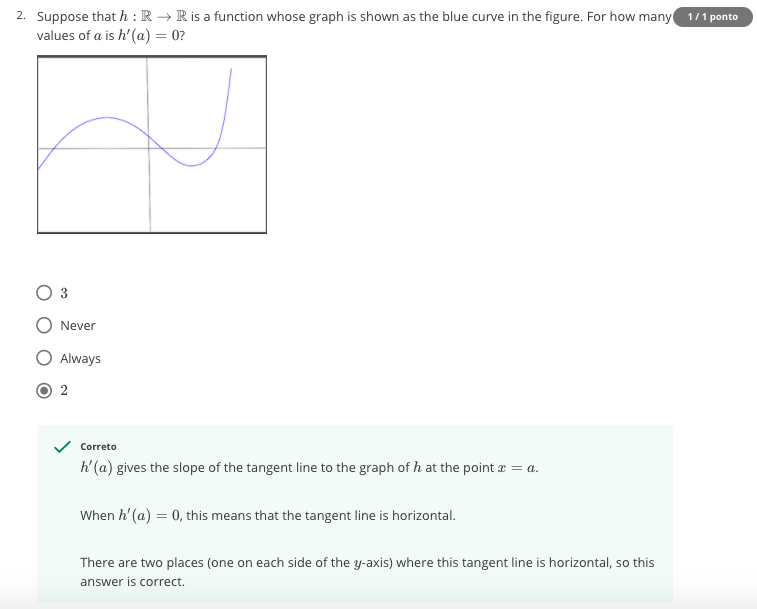 2. Suppose that h : ℝ → ℝ is a function whose graph is shown as the blue curve in the figure. For how many 1 / 1 ponto
values of a is h′(a) = 0?
3
Never
Always
2
Correto
h′(a) gives the slope of the tangent line to the graph of h at the point x = a.
When h′(a) = 0, this means that the tangent line is horizontal.
There are two places (one on each side of the y-axis) where this tangent line is horizontal, so this
answer is correct.